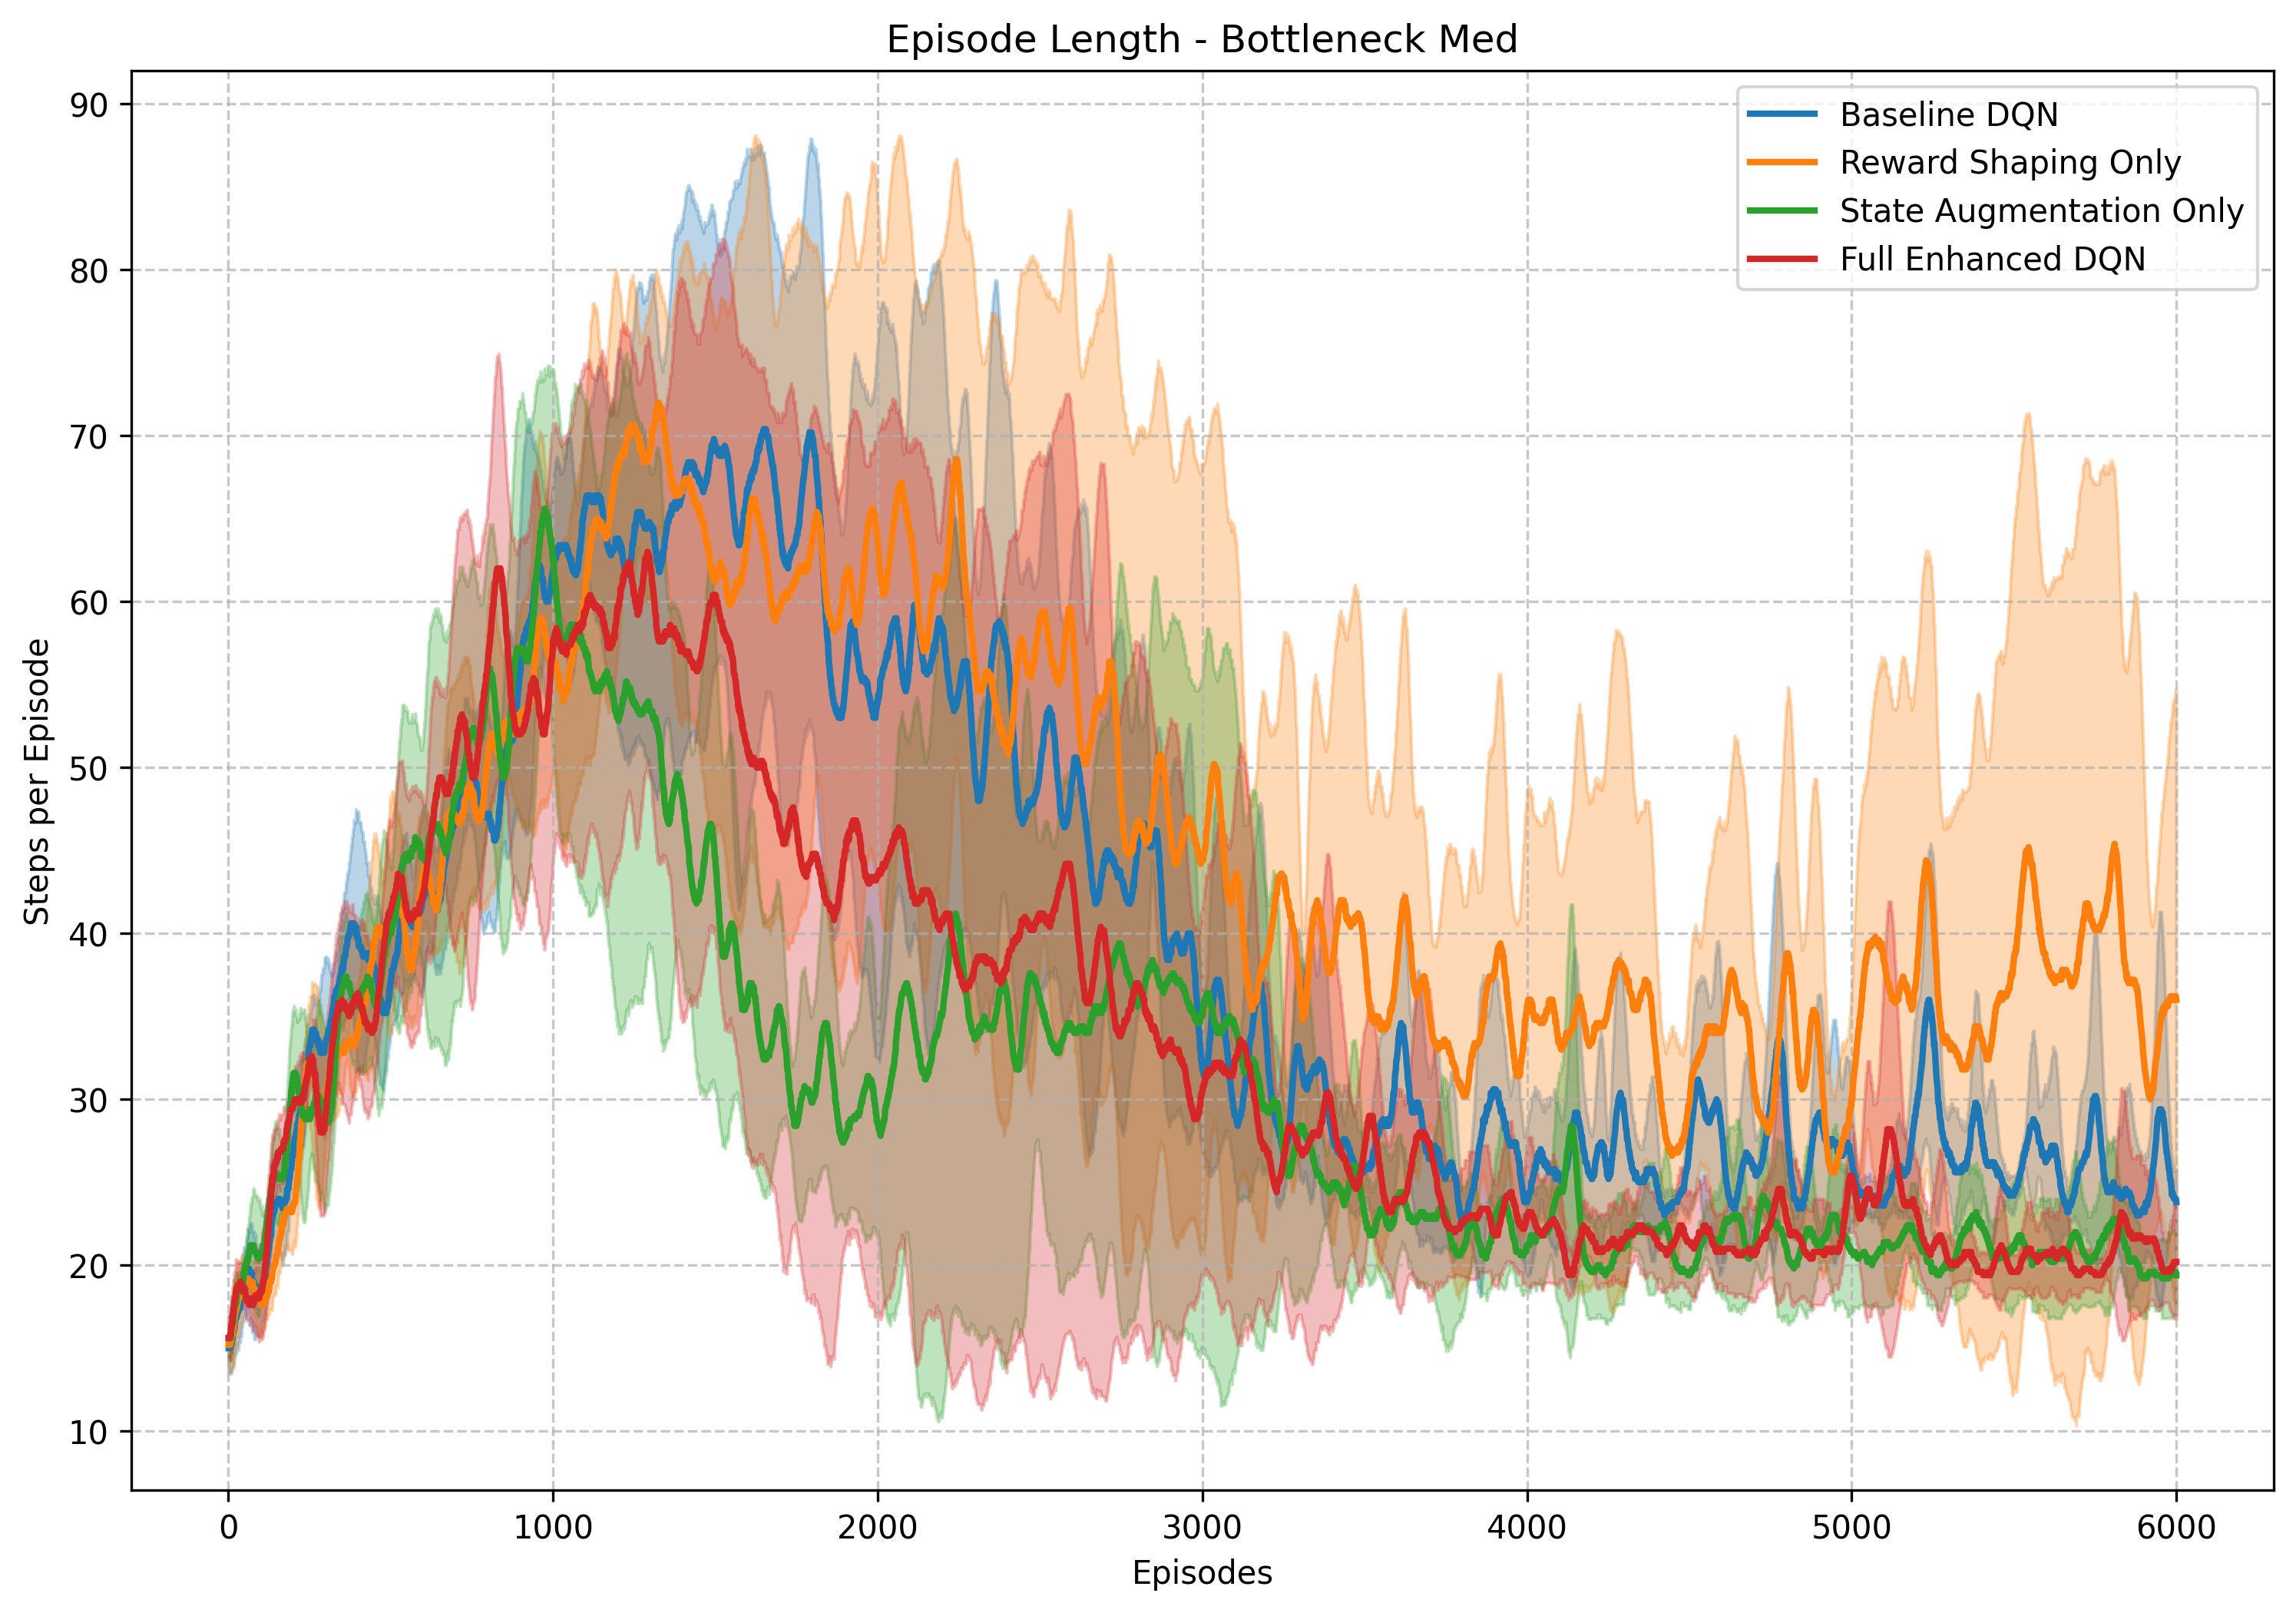 Episode Length - Bottleneck Med
Baseline DQN
Reward Shaping Only
State Augmentation Only
Full Enhanced DQN
90
80
70
60
50
40
30
20
10
Steps per Episode
0 1000 2000 3000 4000 5000 6000
Episodes